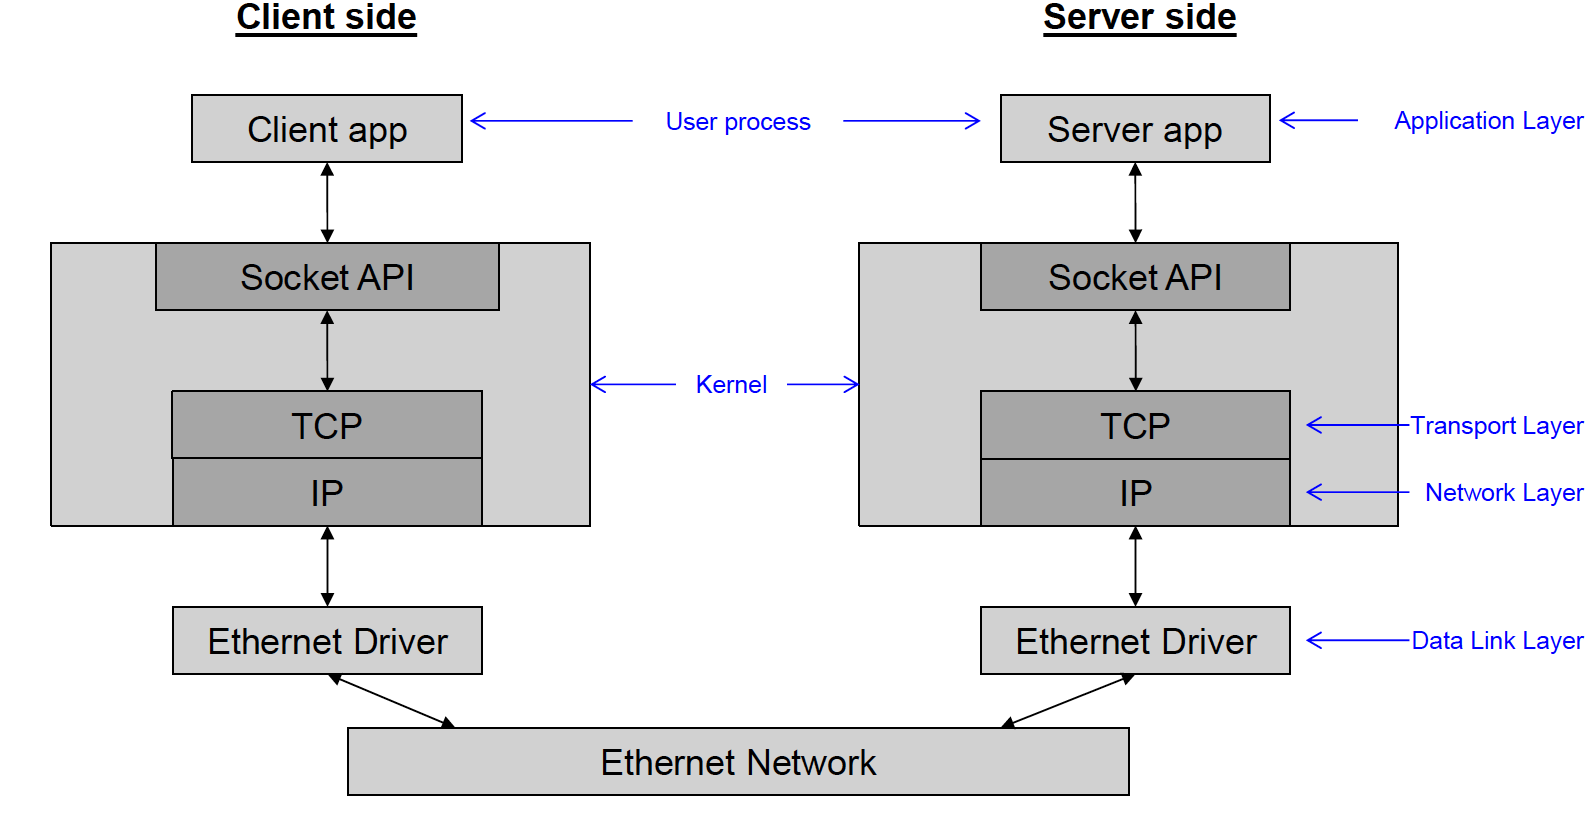 Client side
Server side
Client app
User process
Server app
Application Layer
Socket API
Socket API
Kernel
TCP
TCP
Transport Layer
IP
IP
Network Layer
Ethernet Driver
Ethernet Driver
Data Link Layer
Ethernet Network